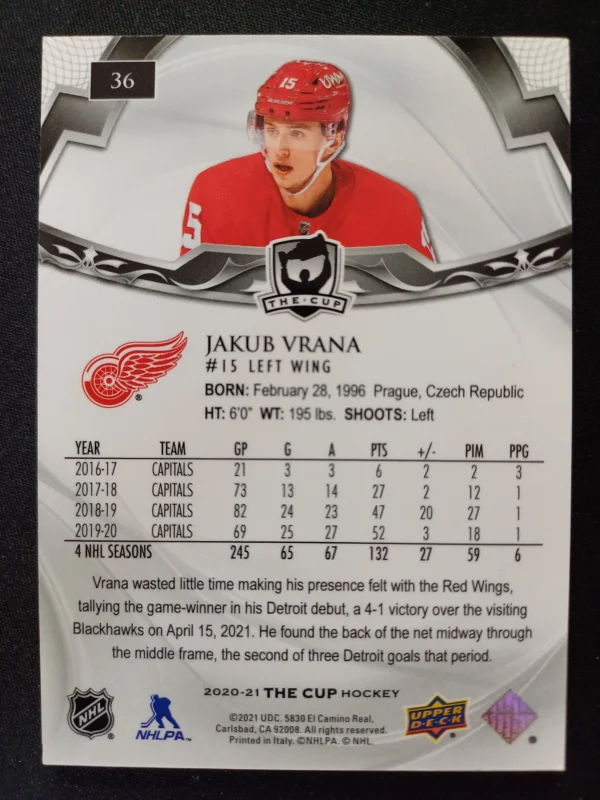 36
15
UWM
5
THE·CUP
JAKUB VRANA
#15 LEFT WING
BORN: February 28, 1996 Prague, Czech Republic
HT: 6'0" WT: 195 lbs. SHOOTS: Left
YEAR TEAM GP G A PTS +/- PIM PPG
2016-17 CAPITALS 21 3 3 6 2 2 3
2017-18 CAPITALS 73 13 14 27 2 12 1
2018-19 CAPITALS 82 24 23 47 20 27 1
2019-20 CAPITALS 69 25 27 52 3 18 1
4 NHL SEASONS 245 65 67 132 27 59 6
Vrana wasted little time making his presence felt with the Red Wings,
tallying the game-winner in his Detroit debut, a 4-1 victory over the visiting
Blackhawks on April 15, 2021. He found the back of the net midway through
the middle frame, the second of three Detroit goals that period.
2020-21 THE CUP HOCKEY
NHL
NHLPA
©2021 UDC. 5830 El Camino Real,
Carlsbad, CA 92008. All rights reserved.
Printed in Italy. ©NHLPA. © NHL.
UPPER
D·E·C·K